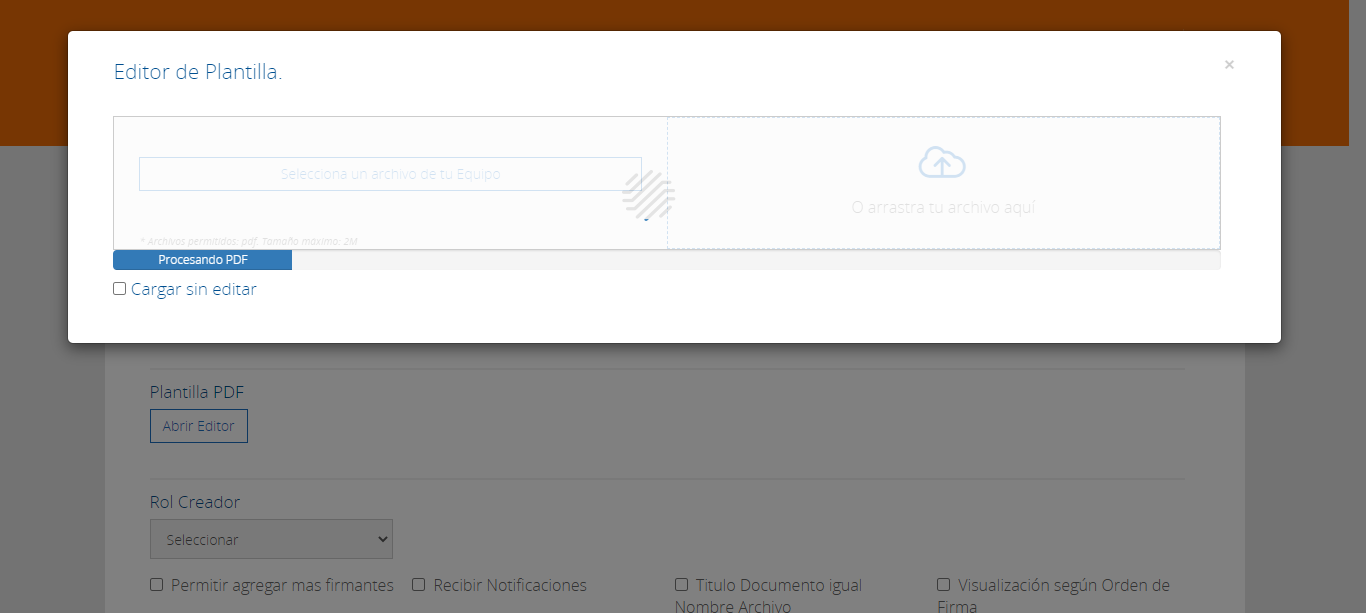 Editor de Plantilla.
×
Selecciona un archivo de tu Equipo
O arrastra tu archivo aquí
* Archivos permitidos: pdf. Tamaño maximo: 2M
Procesando PDF
Cargar sin editar
Plantilla PDF
Abrir Editor
Rol Creador
Seleccionar
Permitir agregar mas firmantes
Recibir Notificaciones
Titulo Documento igual
Nombre Archivo
Visualización según Orden de
Firma